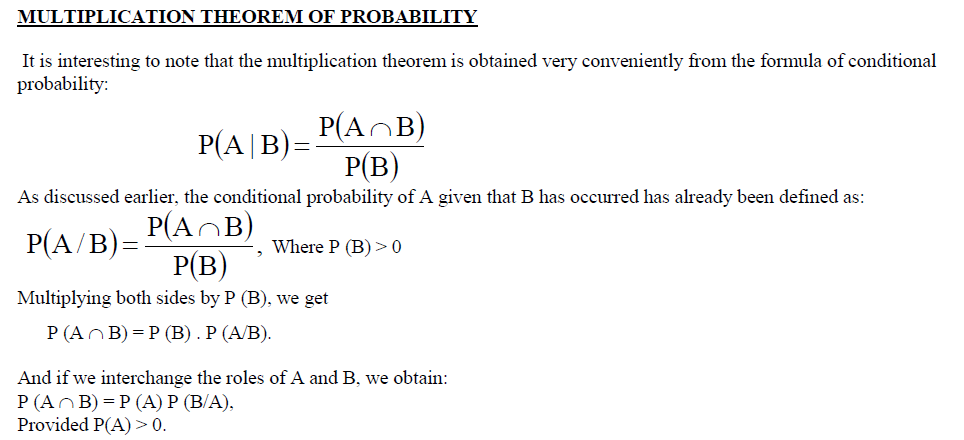 MULTIPLICATION THEOREM OF PROBABILITY
It is interesting to note that the multiplication theorem is obtained very conveniently from the formula of conditional
probability:
P(A | B) = P(A ∩ B) / P(B)
As discussed earlier, the conditional probability of A given that B has occurred has already been defined as:
P(A / B) = P(A ∩ B) / P(B) , Where P (B) > 0
Multiplying both sides by P (B), we get
P (A ∩ B) = P (B) . P (A/B).
And if we interchange the roles of A and B, we obtain:
P (A ∩ B) = P (A) P (B/A),
Provided P(A) > 0.